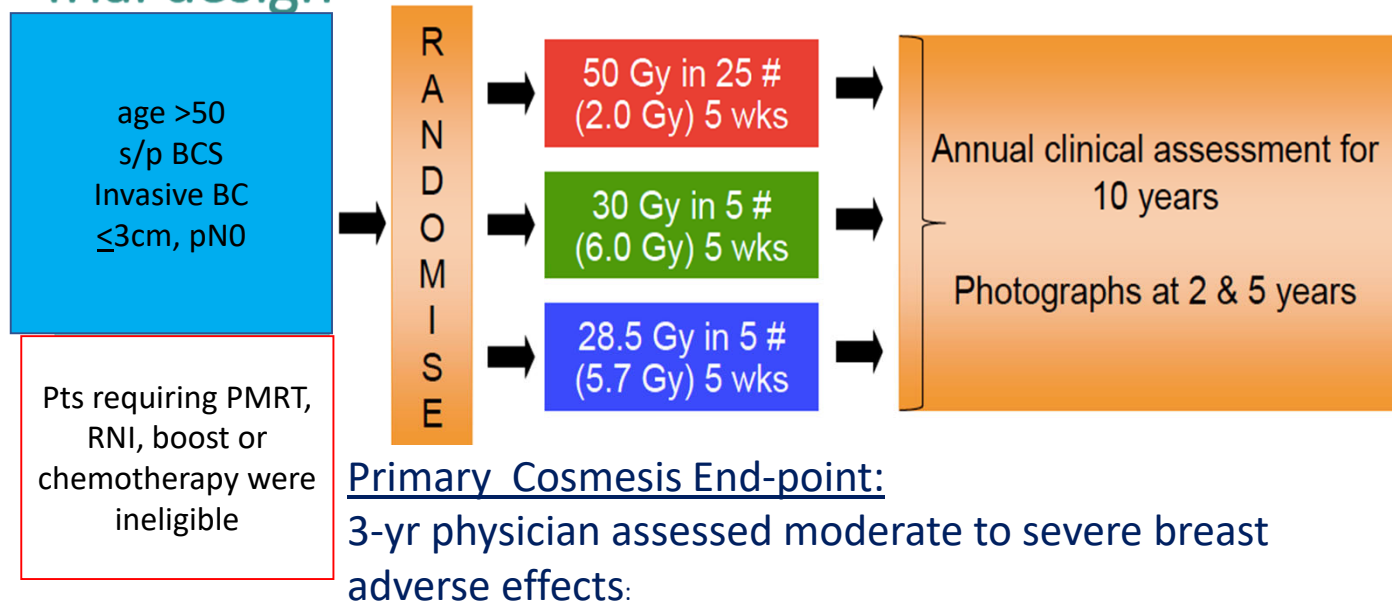 Trial design
age >50
s/p BCS
Invasive BC
≤3cm, pN0
Pts requiring PMRT,
RNI, boost or
chemotherapy were
ineligible
R
A
N
D
O
M
I
S
E
50 Gy in 25 #
(2.0 Gy) 5 wks
30 Gy in 5 #
(6.0 Gy) 5 wks
28.5 Gy in 5 #
(5.7 Gy) 5 wks
Annual clinical assessment for
10 years
Photographs at 2 & 5 years
Primary Cosmesis End-point:
3-yr physician assessed moderate to severe breast
adverse effects: